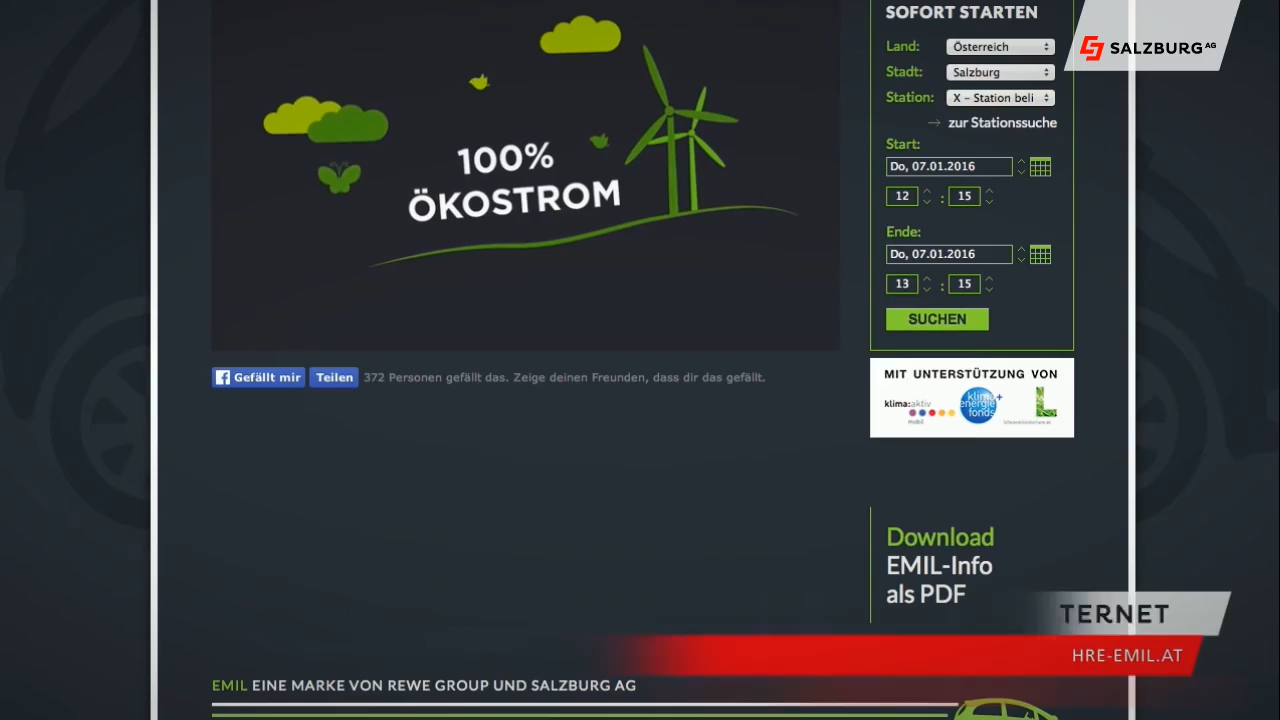 SOFORT STARTEN
SALZBURG AG
Land: Österreich
Stadt: Salzburg
Station: X – Station beli
→ zur Stationssuche
Start:
Do, 07.01.2016
12 : 15
Ende:
Do, 07.01.2016
13 : 15
SUCHEN
100%
ÖKOSTROM
Gefällt mir Teilen 372 Personen gefällt das. Zeige deinen Freunden, dass dir das gefällt.
MIT UNTERSTÜTZUNG VON
klima:aktiv
mobil
klima+
energie
fonds
Download
EMIL-Info
als PDF
TERNET
HRE-EMIL.AT
EMIL EINE MARKE VON REWE GROUP UND SALZBURG AG